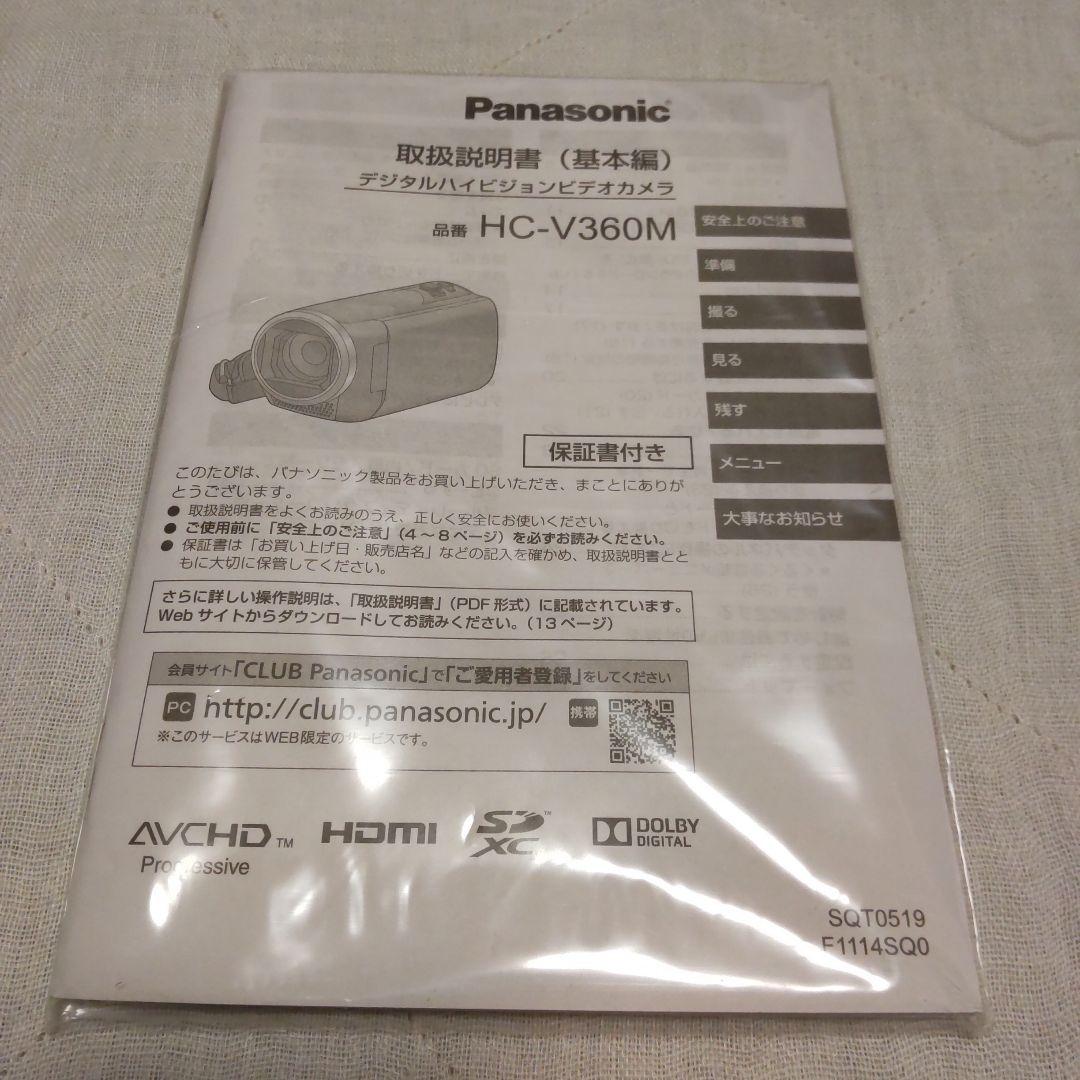 Panasonic
取扱説明書（基本編）
デジタルハイビジョンビデオカメラ
品番 HC-V360M
安全上のご注意
準備
撮る
見る
残す
メニュー
大事なお知らせ
保証書付き
このたびは、パナソニック製品をお買い上げいただき、まことにありが
とうございます。
● 取扱説明書をよくお読みのうえ、正しく安全にお使いください。
● ご使用前に「安全上のご注意」（4～8ページ）を必ずお読みください。
● 保証書は「お買い上げ日・販売店名」などの記入を確かめ、取扱説明書とと
もに大切に保管してください。
さらに詳しい操作説明は、「取扱説明書」（PDF 形式）に記載されています。
Web サイトからダウンロードしてお読みください。（13 ページ）
会員サイト「CLUB Panasonic」で「ご愛用者登録」をしてください
PC http://club.panasonic.jp/ 携帯
※このサービスはWEB限定のサービスです。
AVCHD™
Progressive
HDMI
SD™
XC
DOLBY
DIGITAL
SQT0519
F1114SQ0